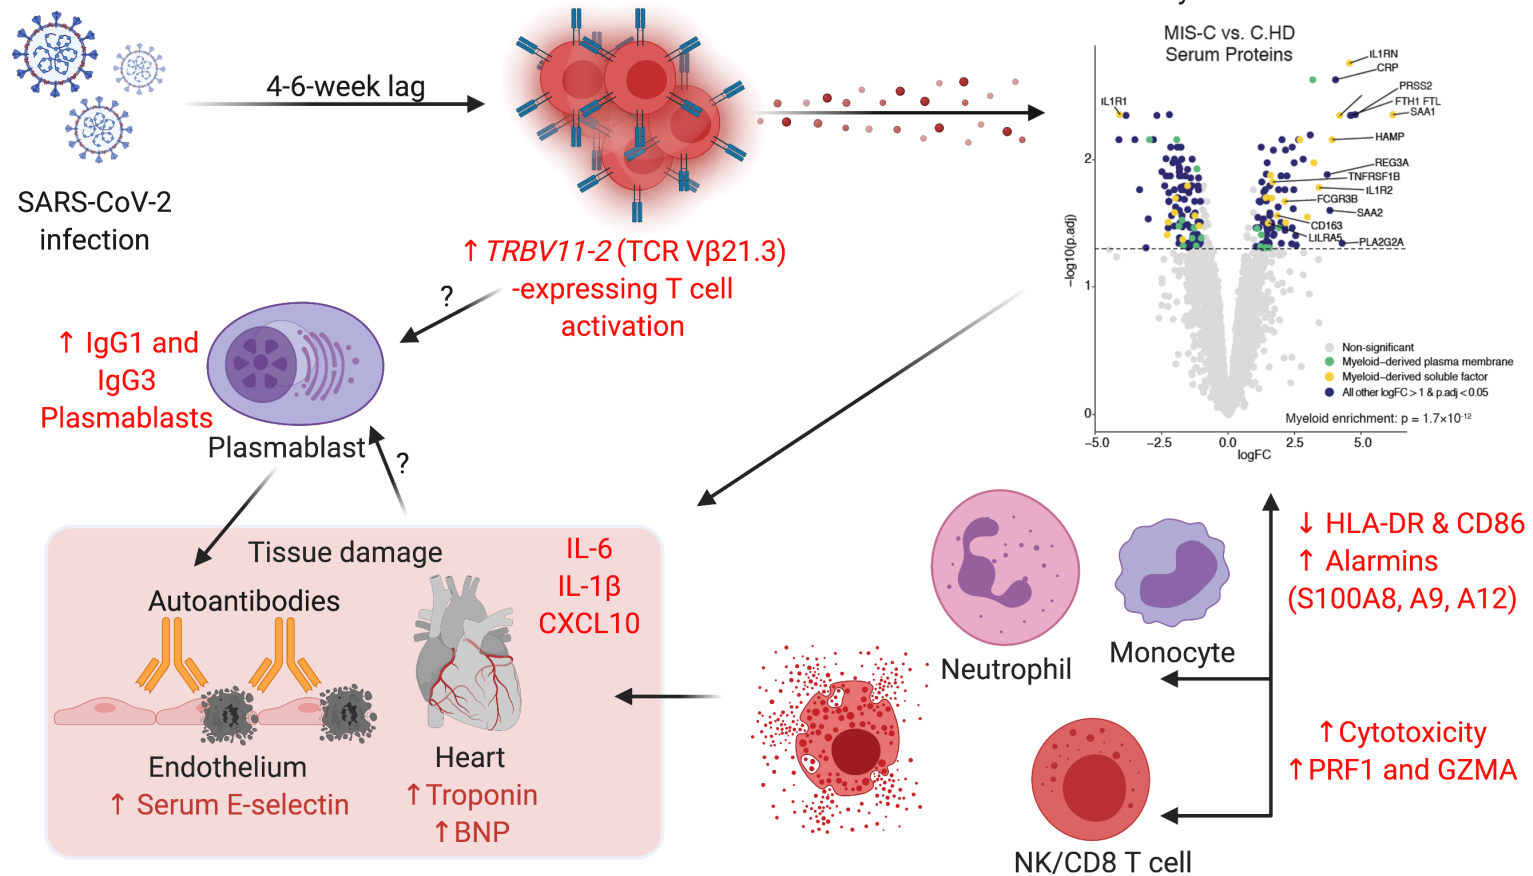 4-6-week lag
SARS-CoV-2
infection
↑ TRBV11-2 (TCR Vβ21.3)
-expressing T cell
activation
?
↑ IgG1 and
IgG3
Plasmablasts
Plasmablast
?
Tissue damage
Autoantibodies
IL-6
IL-1β
CXCL10
Endothelium
↑ Serum E-selectin
Heart
↑Troponin
↑BNP
MIS-C vs. C.HD
Serum Proteins
IL1RN
CRP
PRSS2
FTH1 FTL
SAA1
IL1R1
HAMP
REG3A
TNFRSF1B
IL1R2
FCGR3B
SAA2
CD163
LILRA5
PLA2G2A
−log10(p.adj)
2
1
0
Non-significant
Myeloid−derived plasma membrane
Myeloid−derived soluble factor
All other logFC > 1 & p.adj < 0.05
Myeloid enrichment: p = 1.7×10⁻¹²
−5.0 −2.5 0.0 2.5 5.0
logFC
Neutrophil
Monocyte
↓ HLA-DR & CD86
↑ Alarmins
(S100A8, A9, A12)
↑Cytotoxicity
↑PRF1 and GZMA
NK/CD8 T cell